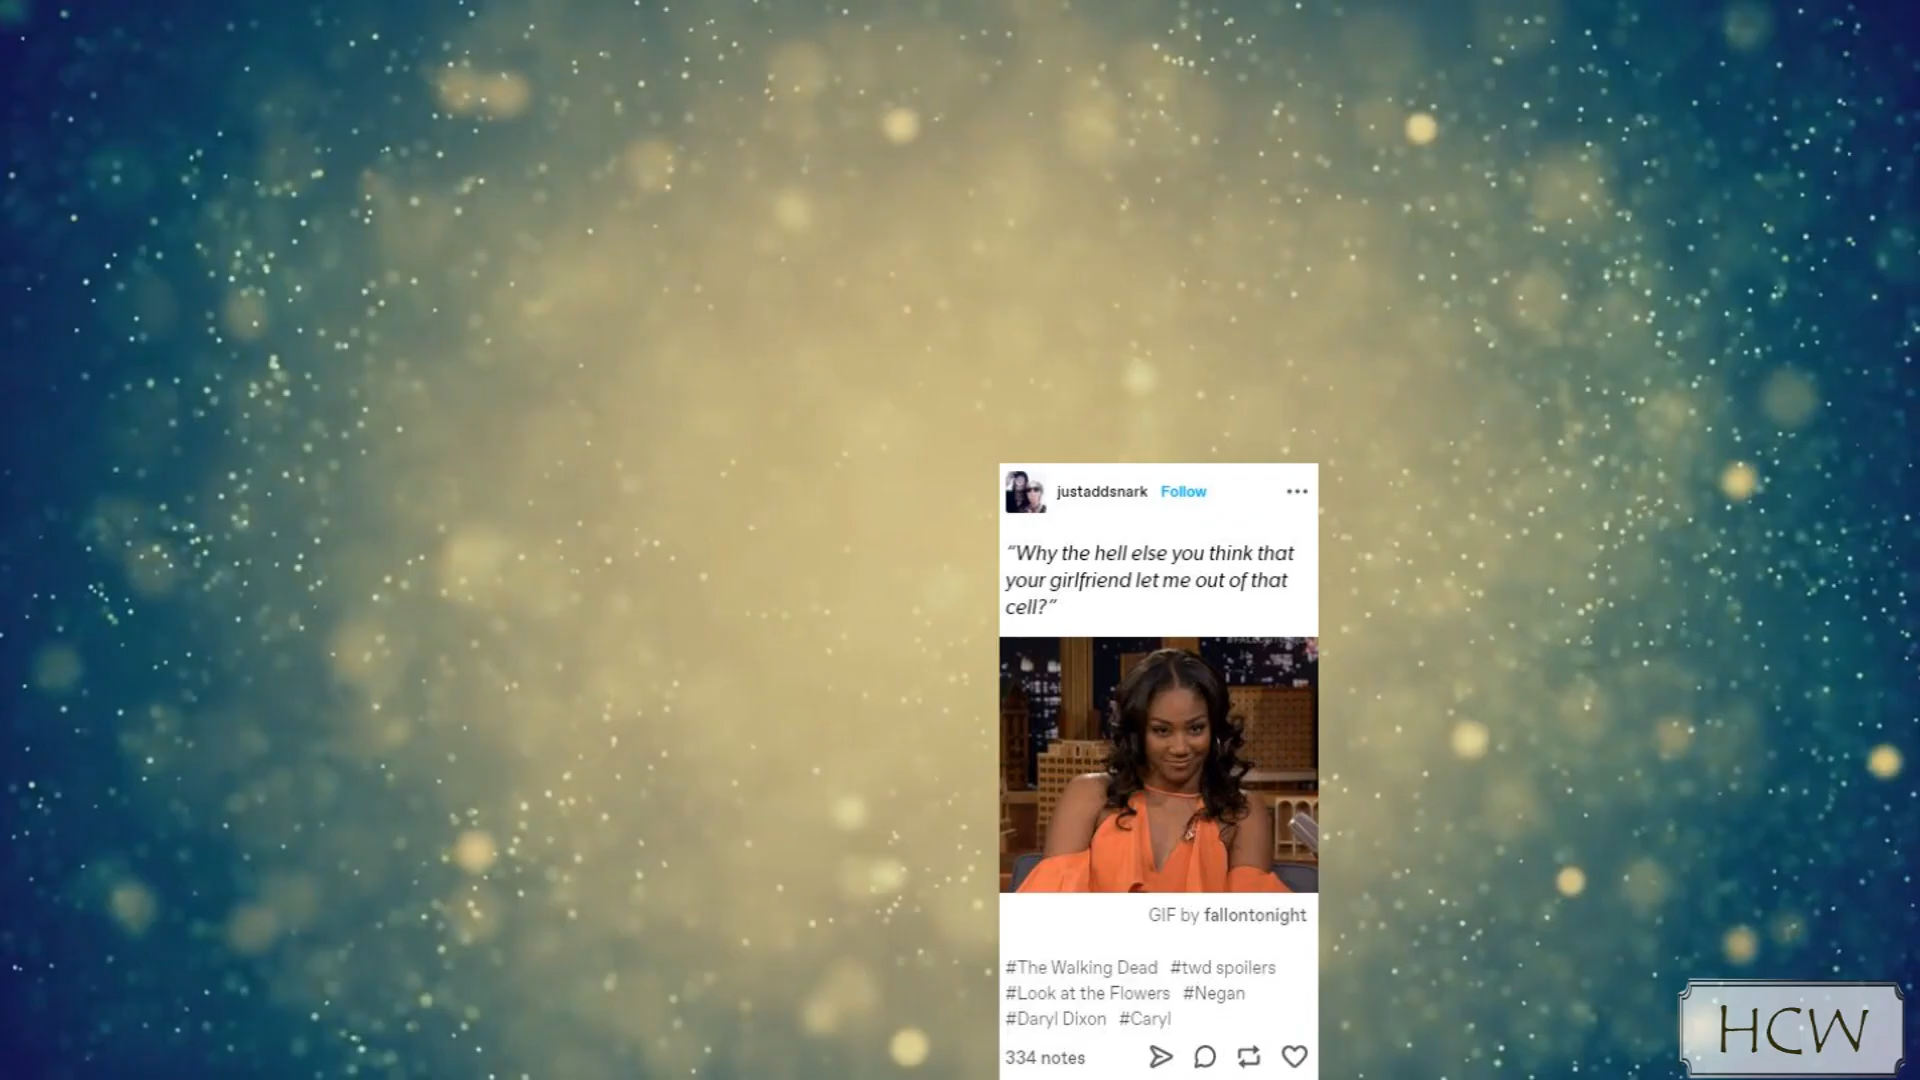 justaddsnark Follow
“Why the hell else you think that
your girlfriend let me out of that
cell?”
GIF by fallontonight
#The Walking Dead #twd spoilers
#Look at the Flowers #Negan
#Daryl Dixon #Caryl
334 notes
HCW